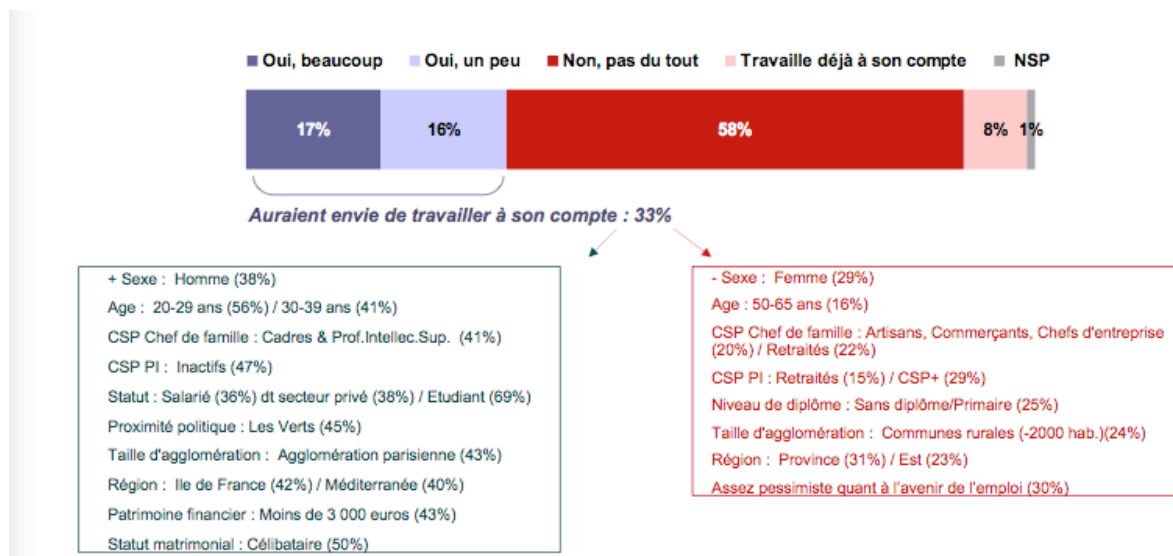 Oui, beaucoup Oui, un peu Non, pas du tout Travaille déjà à son compte NSP
17% 16% 58% 8% 1%
Auraient envie de travailler à son compte : 33%
+ Sexe : Homme (38%)
Age : 20-29 ans (56%) / 30-39 ans (41%)
CSP Chef de famille : Cadres & Prof.Intellec.Sup. (41%)
CSP PI : Inactifs (47%)
Statut : Salarié (36%) dt secteur privé (38%) / Etudiant (69%)
Proximité politique : Les Verts (45%)
Taille d'agglomération : Agglomération parisienne (43%)
Région : Ile de France (42%) / Méditerranée (40%)
Patrimoine financier : Moins de 3 000 euros (43%)
Statut matrimonial : Célibataire (50%)
- Sexe : Femme (29%)
Age : 50-65 ans (16%)
CSP Chef de famille : Artisans, Commerçants, Chefs d'entreprise
(20%) / Retraités (22%)
CSP PI : Retraités (15%) / CSP+ (29%)
Niveau de diplôme : Sans diplôme/Primaire (25%)
Taille d'agglomération : Communes rurales (-2000 hab.)(24%)
Région : Province (31%) / Est (23%)
Assez pessimiste quant à l'avenir de l'emploi (30%)